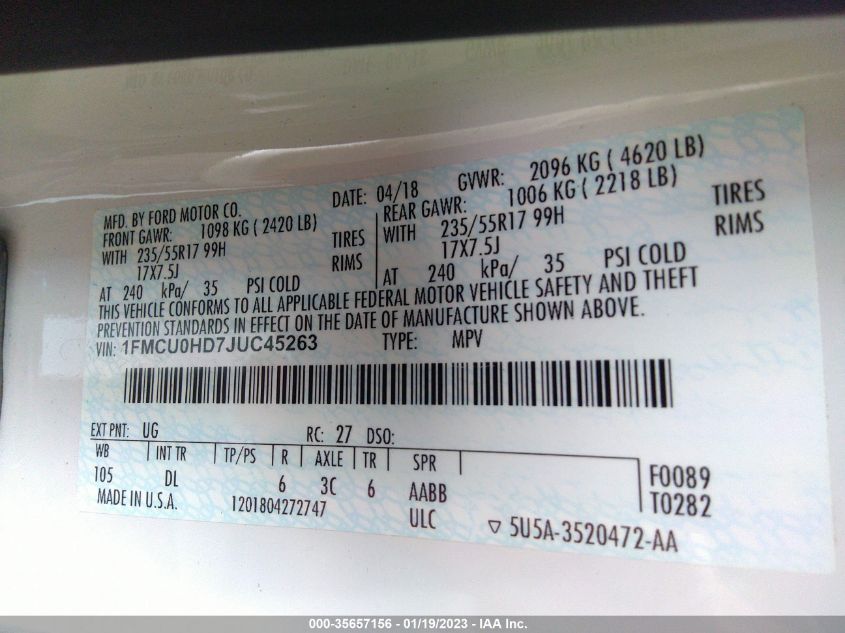 MFD. BY FORD MOTOR CO. DATE: 04/18 GVWR: 2096 KG ( 4620 LB)
FRONT GAWR: 1098 KG ( 2420 LB)
WITH 235/55R17 99H TIRES
17X7.5J RIMS
AT 240 kPa/ 35 PSI COLD
REAR GAWR: 1006 KG ( 2218 LB)
WITH 235/55R17 99H TIRES
17X7.5J RIMS
AT 240 kPa/ 35 PSI COLD
THIS VEHICLE CONFORMS TO ALL APPLICABLE FEDERAL MOTOR VEHICLE SAFETY AND THEFT
PREVENTION STANDARDS IN EFFECT ON THE DATE OF MANUFACTURE SHOWN ABOVE.
VIN: 1FMCU0HD7JUC45263 TYPE: MPV
EXT PNT: UG RC: 27 DSO:
WB INT TR TP/PS R AXLE TR SPR
105 DL 6 3C 6 AABB
F0089
T0282
MADE IN U.S.A. 1201804272747 ULC
▽ 5U5A-3520472-AA
000-35657156 - 01/19/2023 - IAA Inc.